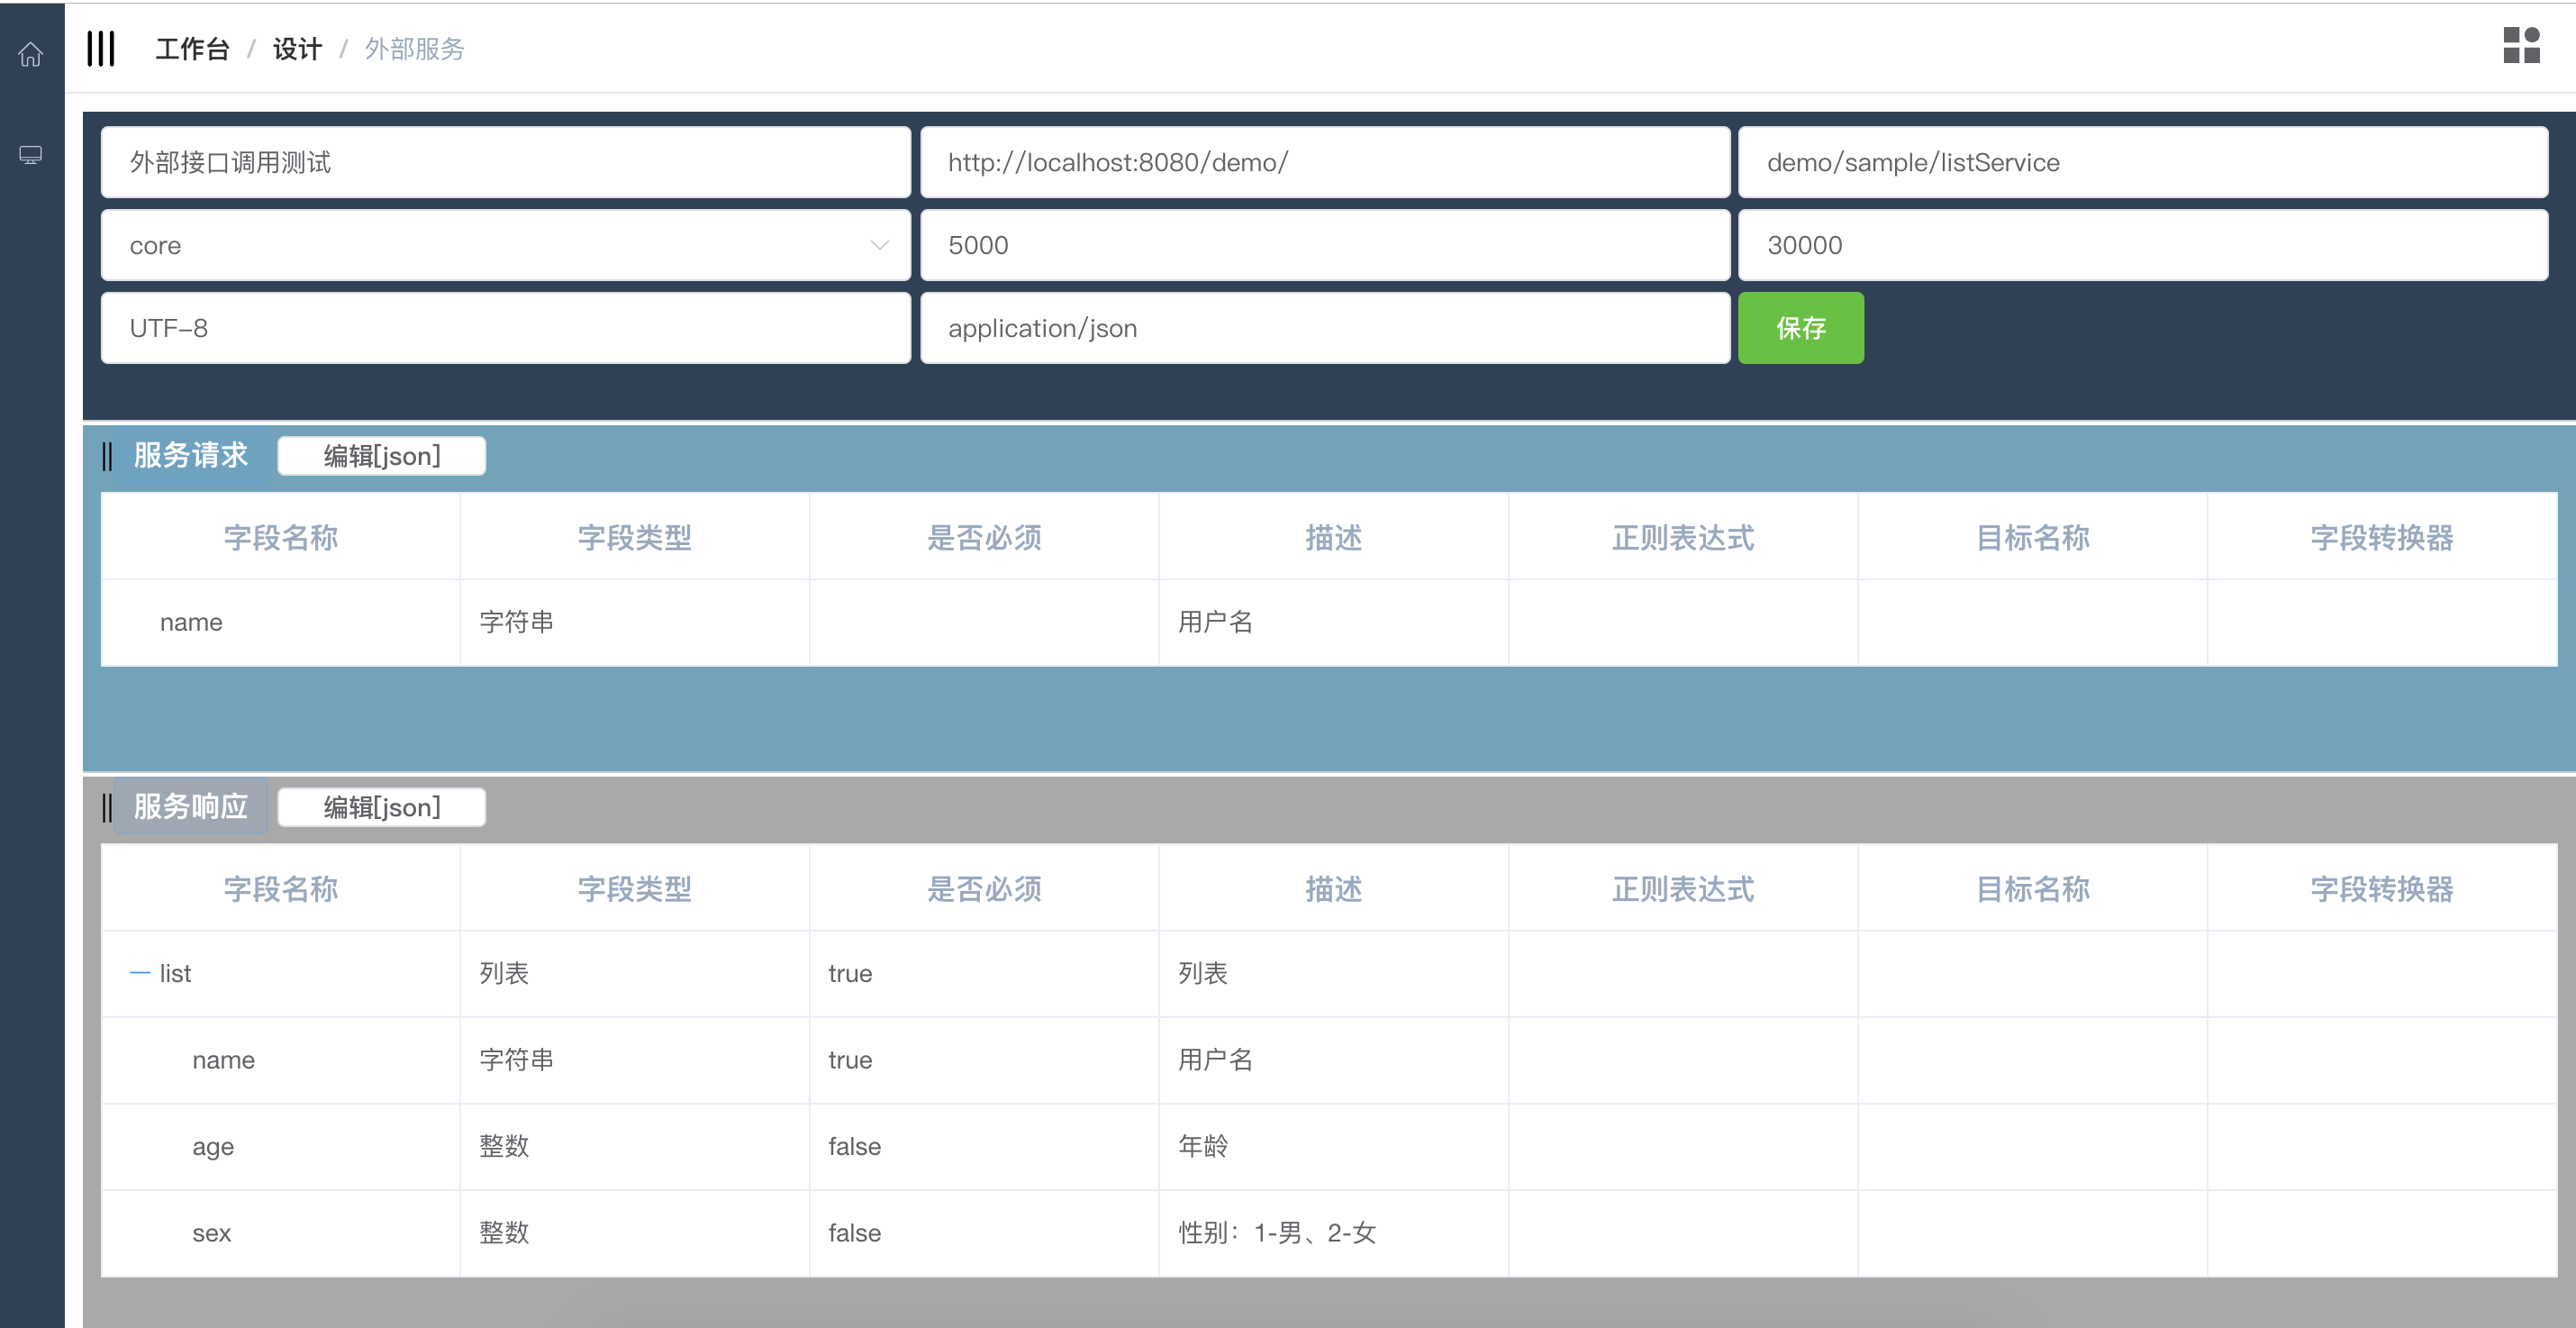 工作台 / 设计 / 外部服务
外部接口调用测试 http://localhost:8080/demo/ demo/sample/listService
core 5000 30000
UTF-8 application/json 保存
服务请求 编辑[json]
字段名称 字段类型 是否必须 描述 正则表达式 目标名称 字段转换器
name 字符串 用户名
服务响应 编辑[json]
字段名称 字段类型 是否必须 描述 正则表达式 目标名称 字段转换器
list 列表 true 列表
name 字符串 true 用户名
age 整数 false 年龄
sex 整数 false 性别：1-男、2-女